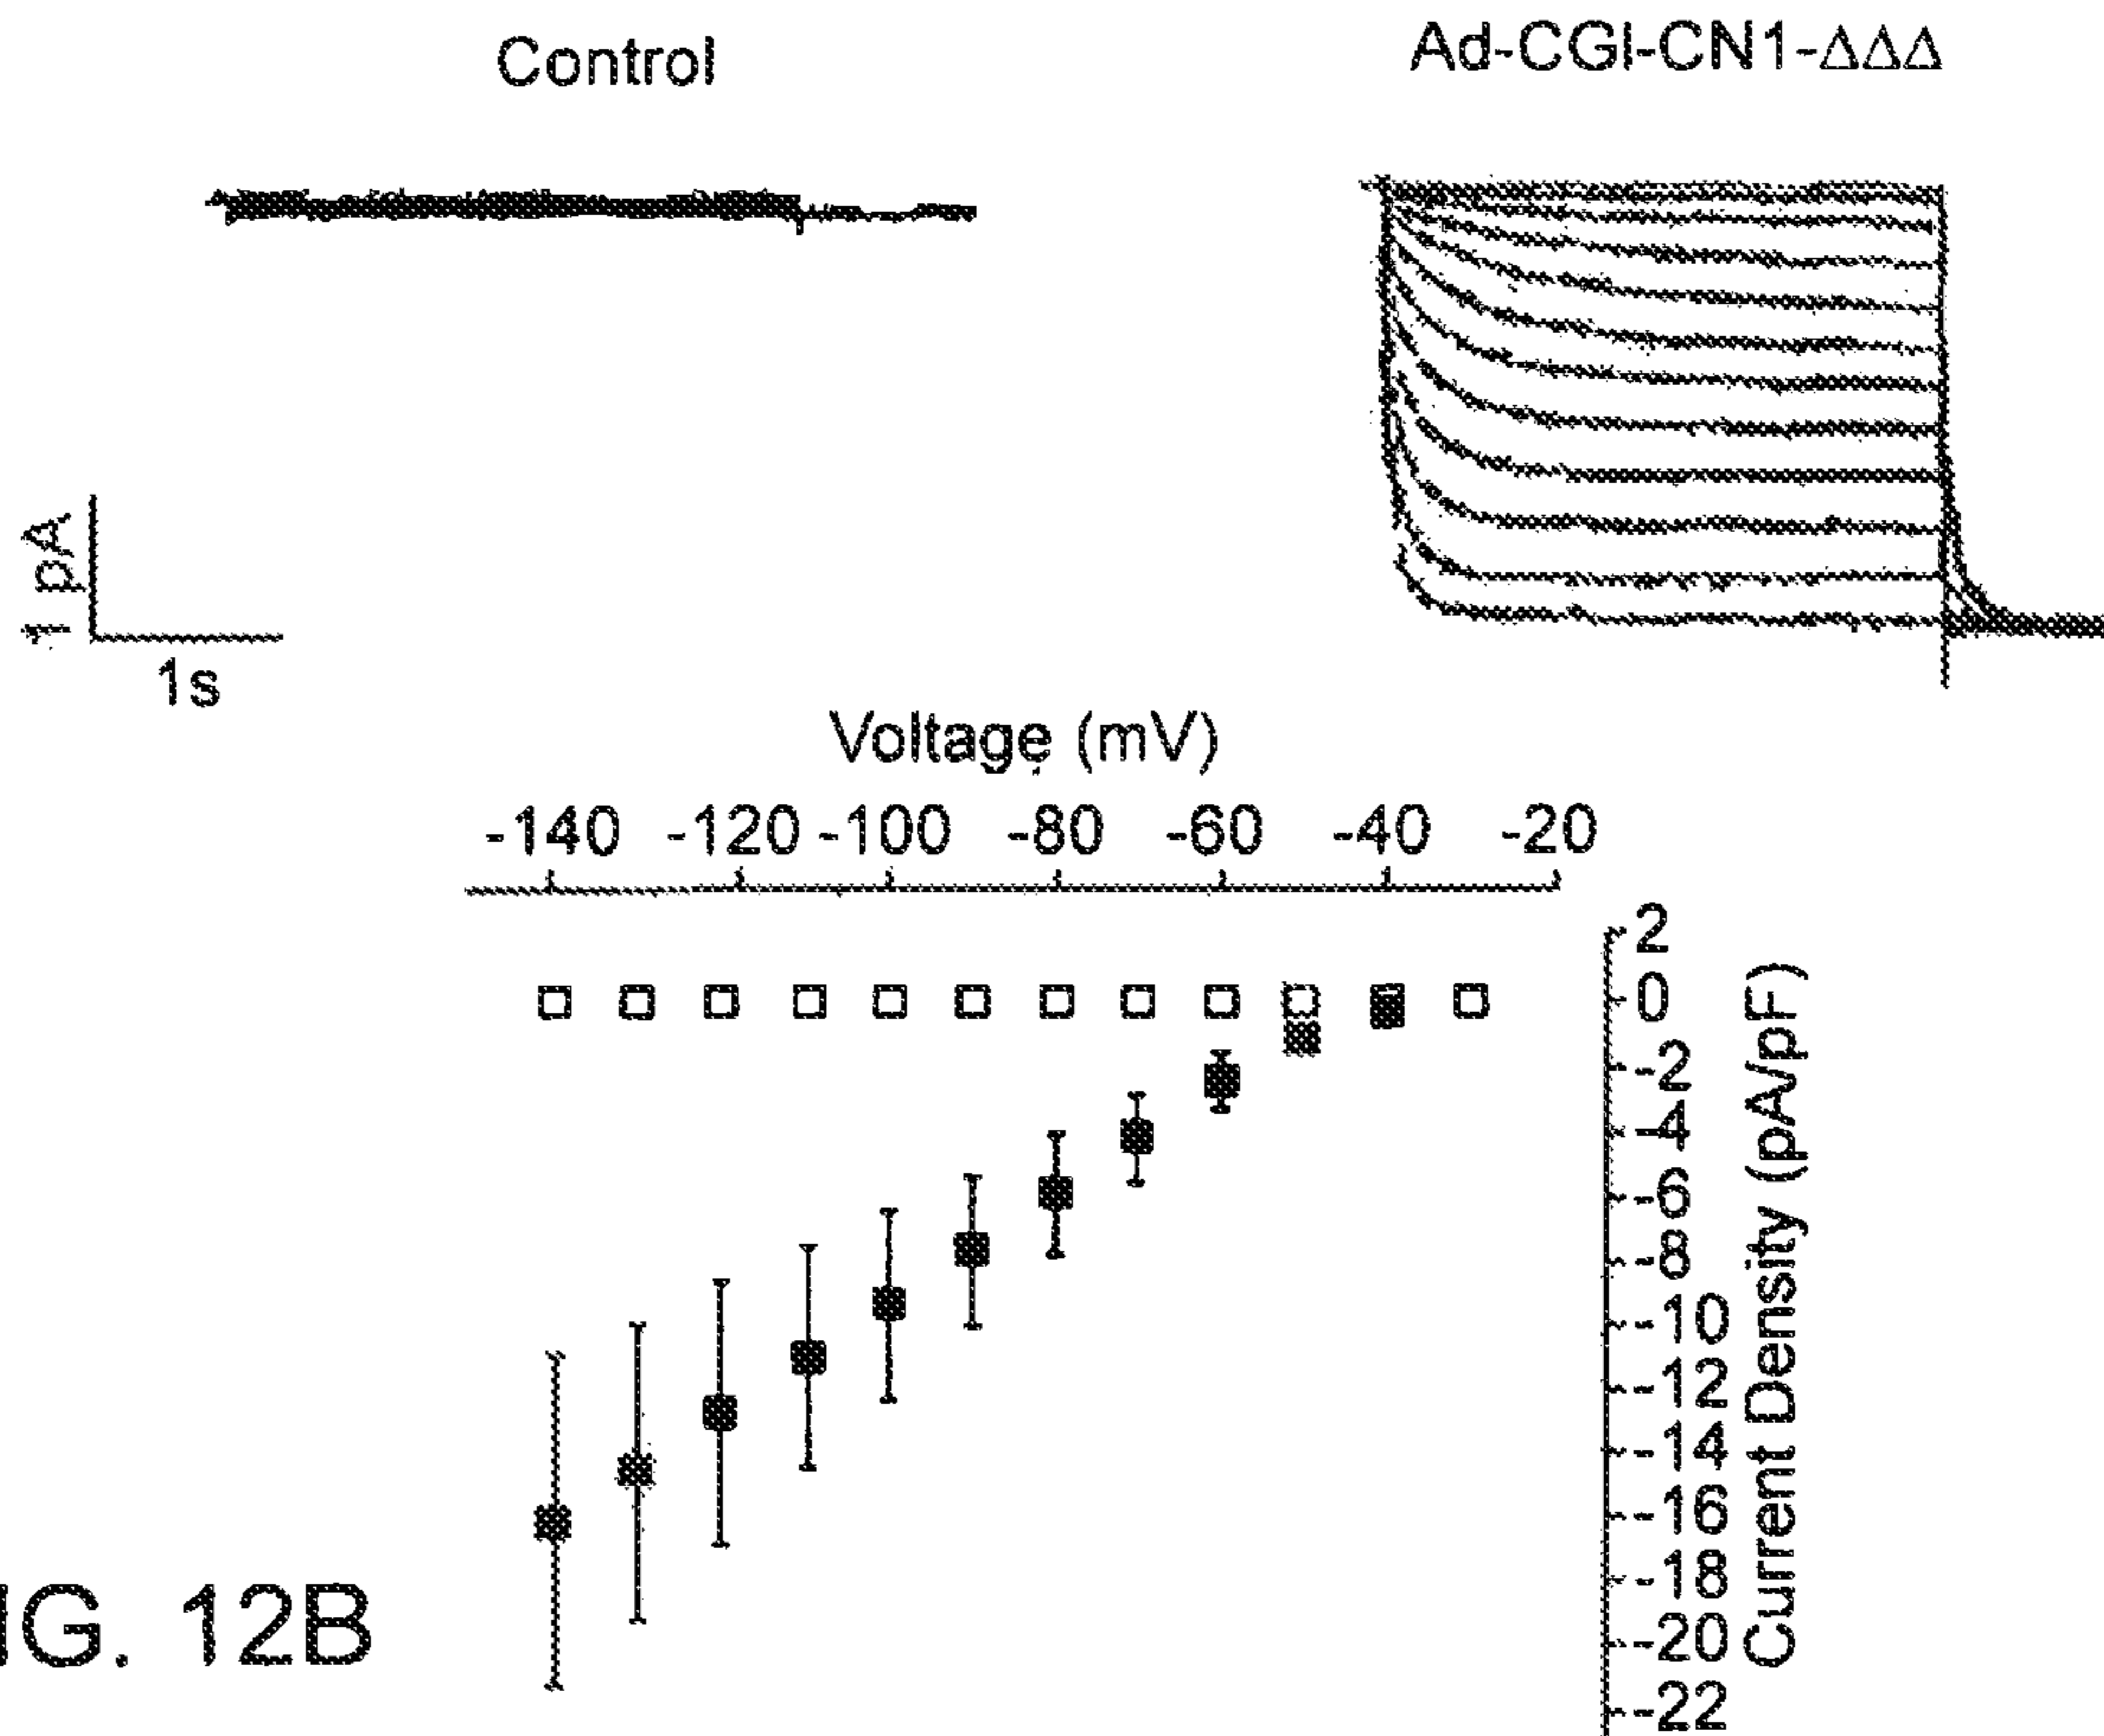 Control
Ad-CGI-CN1-ΔΔΔ
1 pA
1s
Voltage (mV)
-140 -120 -100 -80 -60 -40 -20
2
0
-2
-4
-6
-8
-10
-12
-14
-16
-18
-20
-22
Current Density (pA/pF)
IG. 12B